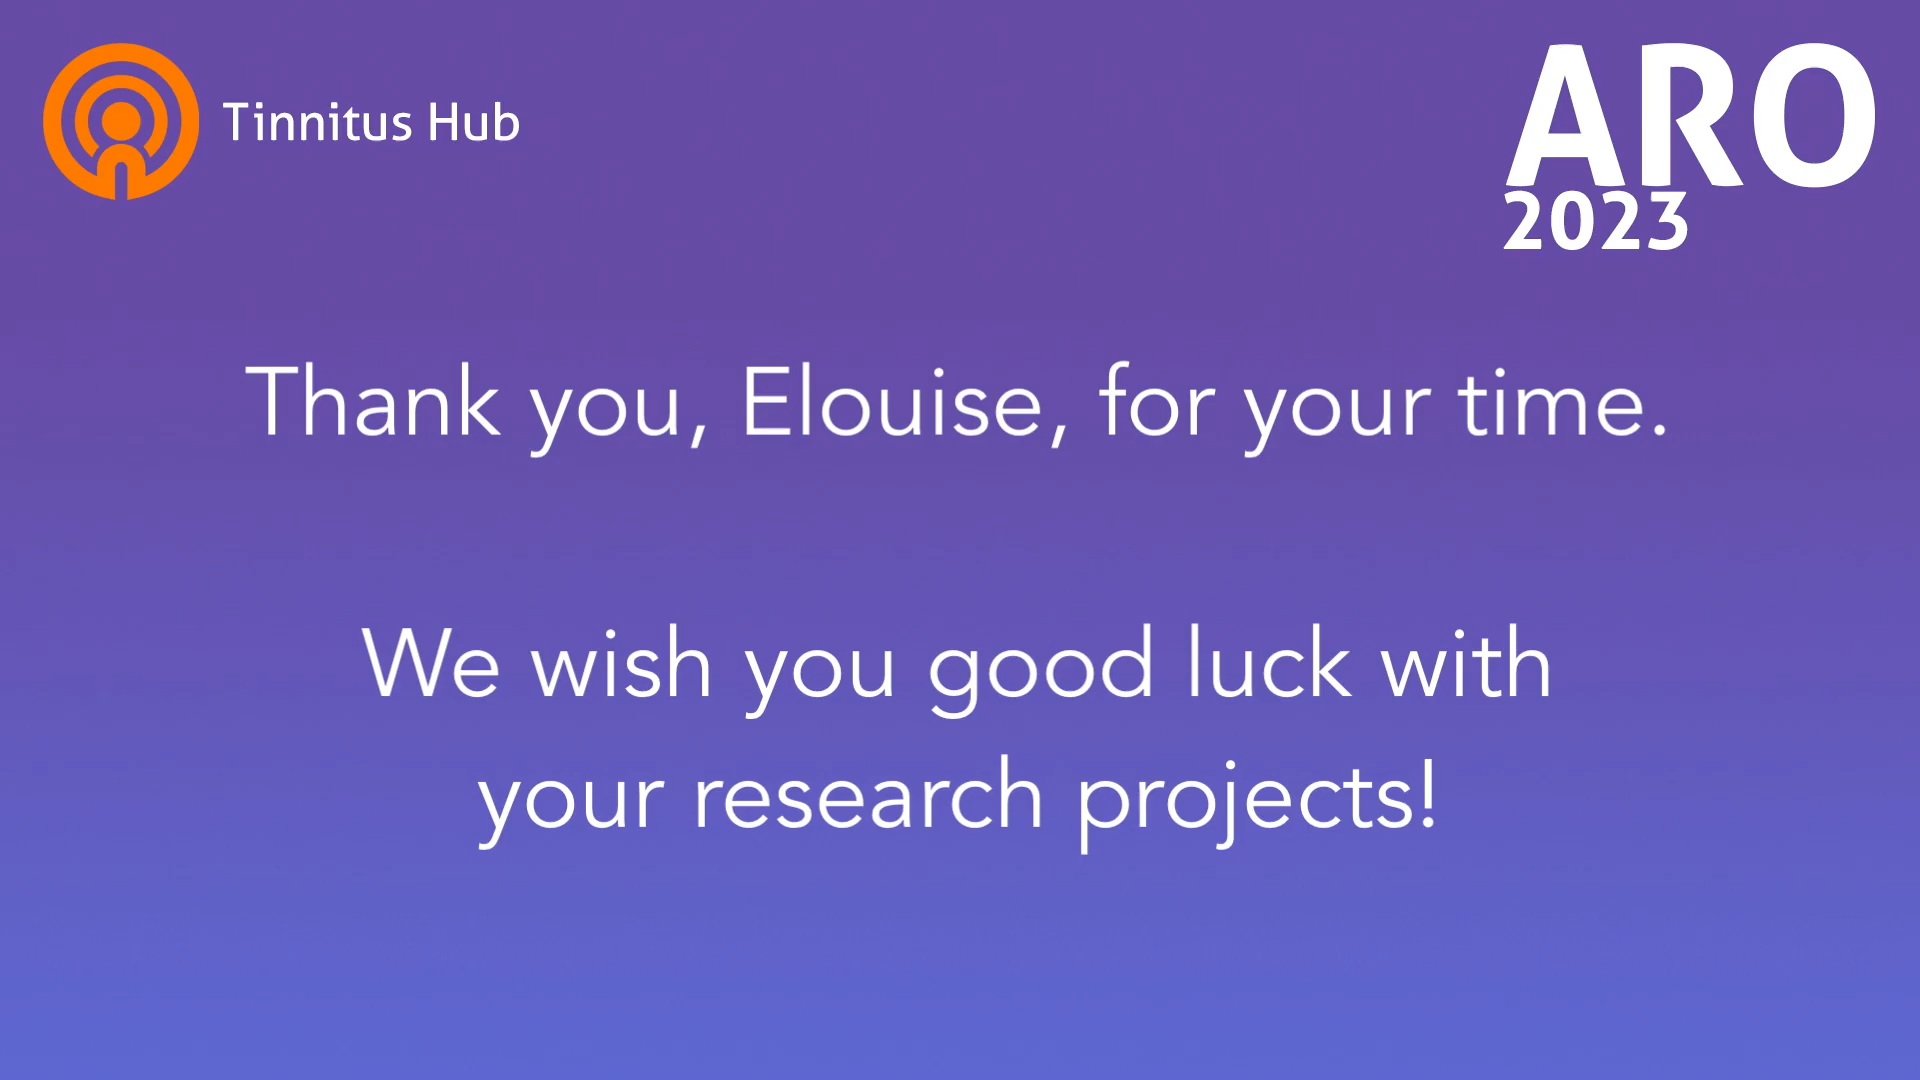 Tinnitus Hub
ARO
2023
Thank you, Elouise, for your time.
We wish you good luck with
your research projects!